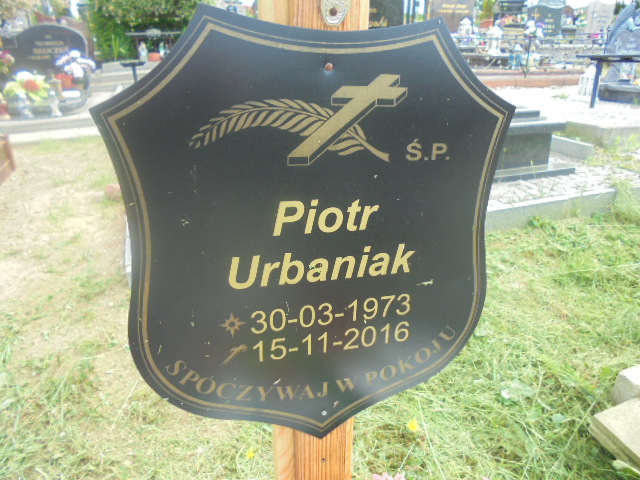 Ś.P.
Piotr
Urbaniak
30-03-1973
15-11-2016
SPOCZYWAJ W POKOJU